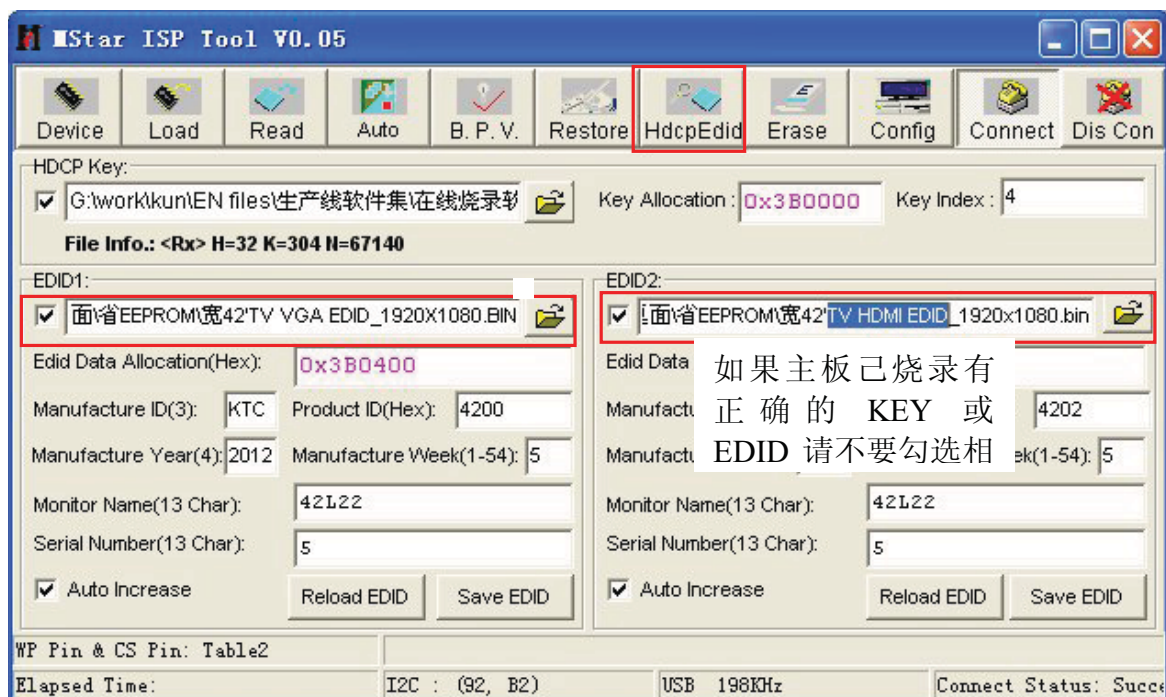 MStar ISP Tool V0.05
Device Load Read Auto B. P. V. Restore HdcpEdid Erase Config Connect Dis Con
HDCP Key:
G:\work\kun\EN files\生产线软件集\在线烧录软
Key Allocation : 0x3B0000 Key Index : 4
File Info.: <Rx> H=32 K=304 N=67140
EDID1:
面\省EEPROM\宽42'TV VGA EDID_1920X1080.BIN
Edid Data Allocation(Hex): 0x3B0400
Manufacture ID(3): KTC Product ID(Hex): 4200
Manufacture Year(4): 2012 Manufacture Week(1-54): 5
Monitor Name(13 Char): 42L22
Serial Number(13 Char): 5
Auto Increase Reload EDID Save EDID
EDID2:
面\省EEPROM\宽42'TV HDMI EDID_1920x1080.bin
Edid Data
Manufactu 4202
Manufactu ek(1-54): 5
如果主板己烧录有
正确的 KEY 或
EDID 请不要勾选相
Monitor Name(13 Char): 42L22
Serial Number(13 Char): 5
Auto Increase Reload EDID Save EDID
WP Pin & CS Pin: Table2
Elapsed Time: I2C : (92, B2) USB 198KHz Connect Status: Succe